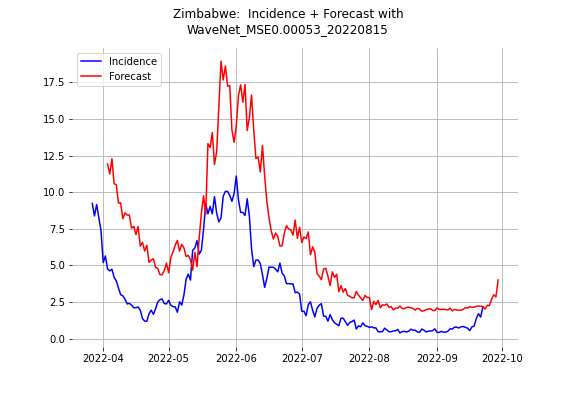 Zimbabwe:  Incidence + Forecast with
WaveNet_MSE0.00053_20220815
Incidence
Forecast
17.5
15.0
12.5
10.0
7.5
5.0
2.5
0.0
2022-04 2022-05 2022-06 2022-07 2022-08 2022-09 2022-10